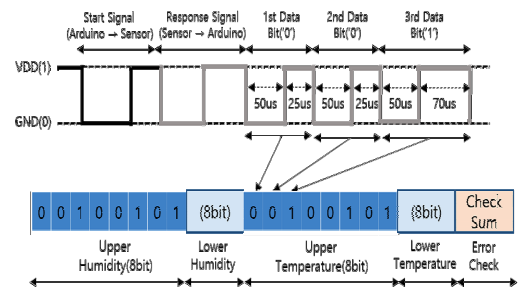 Start Signal Response Signal 1st Data 2nd Data 3rd Data
(Arduino → Sensor) (Sensor → Arduino) Bit('0') Bit('0') Bit('1')
VDD(1)
50us 25us 50us 25us 50us 70us
GND(0)
0 0 1 0 0 1 0 1 (8bit) 0 0 1 0 0 1 0 1 (8bit) Check
Sum
Upper Lower Upper Lower Error
Humidity(8bit) Humidity Temperature(8bit) Temperature Check